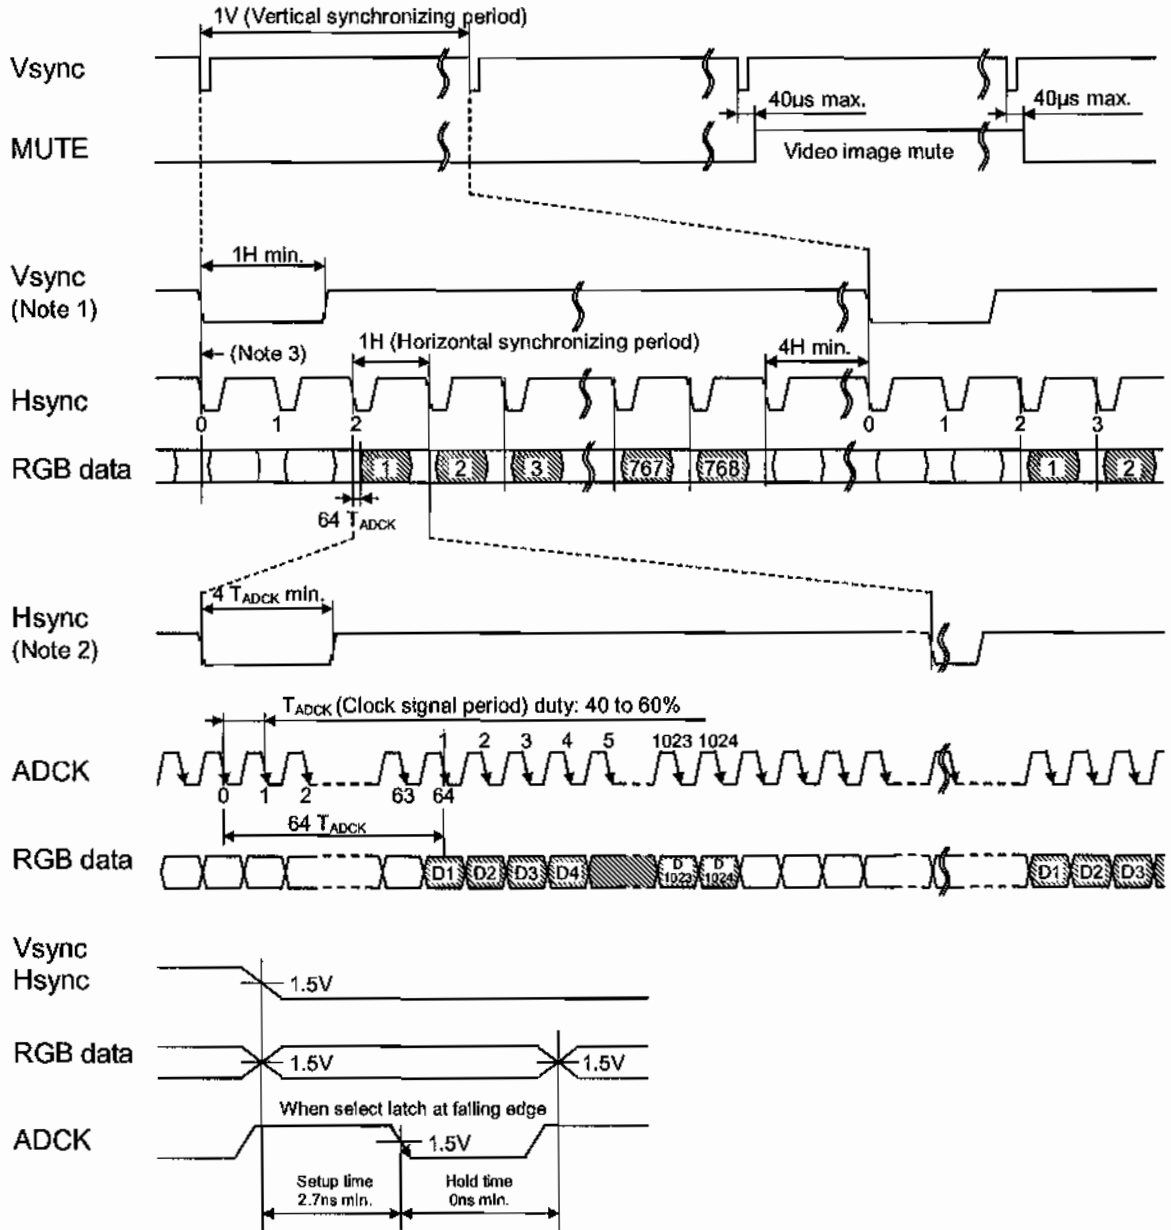 1V (Vertical synchronizing period)
Vsync
40µs max.
40µs max.
MUTE
Video image mute
1H min.
Vsync
(Note 1)
(Note 3)
1H (Horizontal synchronizing period)
4H min.
Hsync
0 1 2 0 1 2 3
RGB data
1 2 3 767 768 1 2
64 TADCK
4 TADCK min.
Hsync
(Note 2)
TADCK (Clock signal period) duty: 40 to 60%
1 2 3 4 5 1023 1024
ADCK
0 1 2 63 64
64 TADCK
RGB data
D1 D2 D3 D4 D 1023 D 1024 D1 D2 D3
Vsync
Hsync
1.5V
RGB data
1.5V 1.5V
When select latch at falling edge
ADCK
1.5V
Setup time Hold time
2.7ns min. 0ns min.